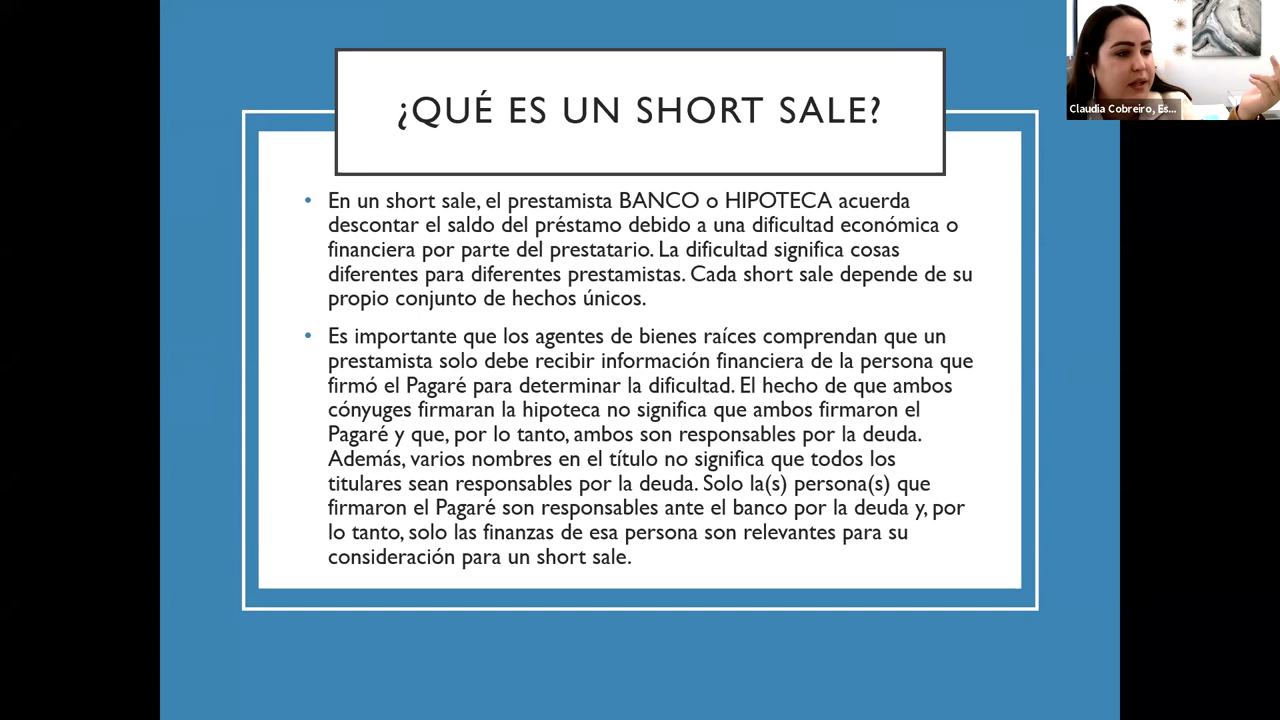 ¿QUÉ ES UN SHORT SALE?
Claudia Cobreiro, Es...
• En un short sale, el prestamista BANCO o HIPOTECA acuerda
descontar el saldo del préstamo debido a una dificultad económica o
financiera por parte del prestatario. La dificultad significa cosas
diferentes para diferentes prestamistas. Cada short sale depende de su
propio conjunto de hechos únicos.
• Es importante que los agentes de bienes raíces comprendan que un
prestamista solo debe recibir información financiera de la persona que
firmó el Pagaré para determinar la dificultad. El hecho de que ambos
cónyuges firmaran la hipoteca no significa que ambos firmaron el
Pagaré y que, por lo tanto, ambos son responsables por la deuda.
Además, varios nombres en el título no significa que todos los
titulares sean responsables por la deuda. Solo la(s) persona(s) que
firmaron el Pagaré son responsables ante el banco por la deuda y, por
lo tanto, solo las finanzas de esa persona son relevantes para su
consideración para un short sale.